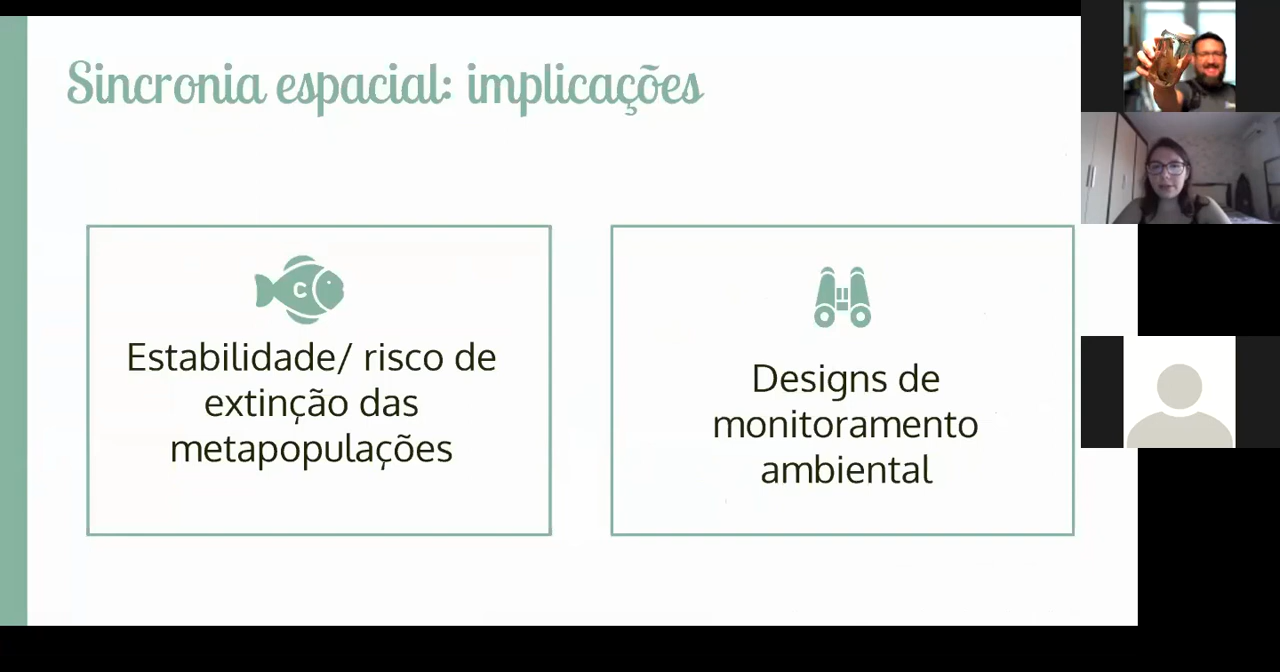 Sincronia espacial: implicações
C
Estabilidade/ risco de
extinção das
metapopulações
Designs de
monitoramento
ambiental